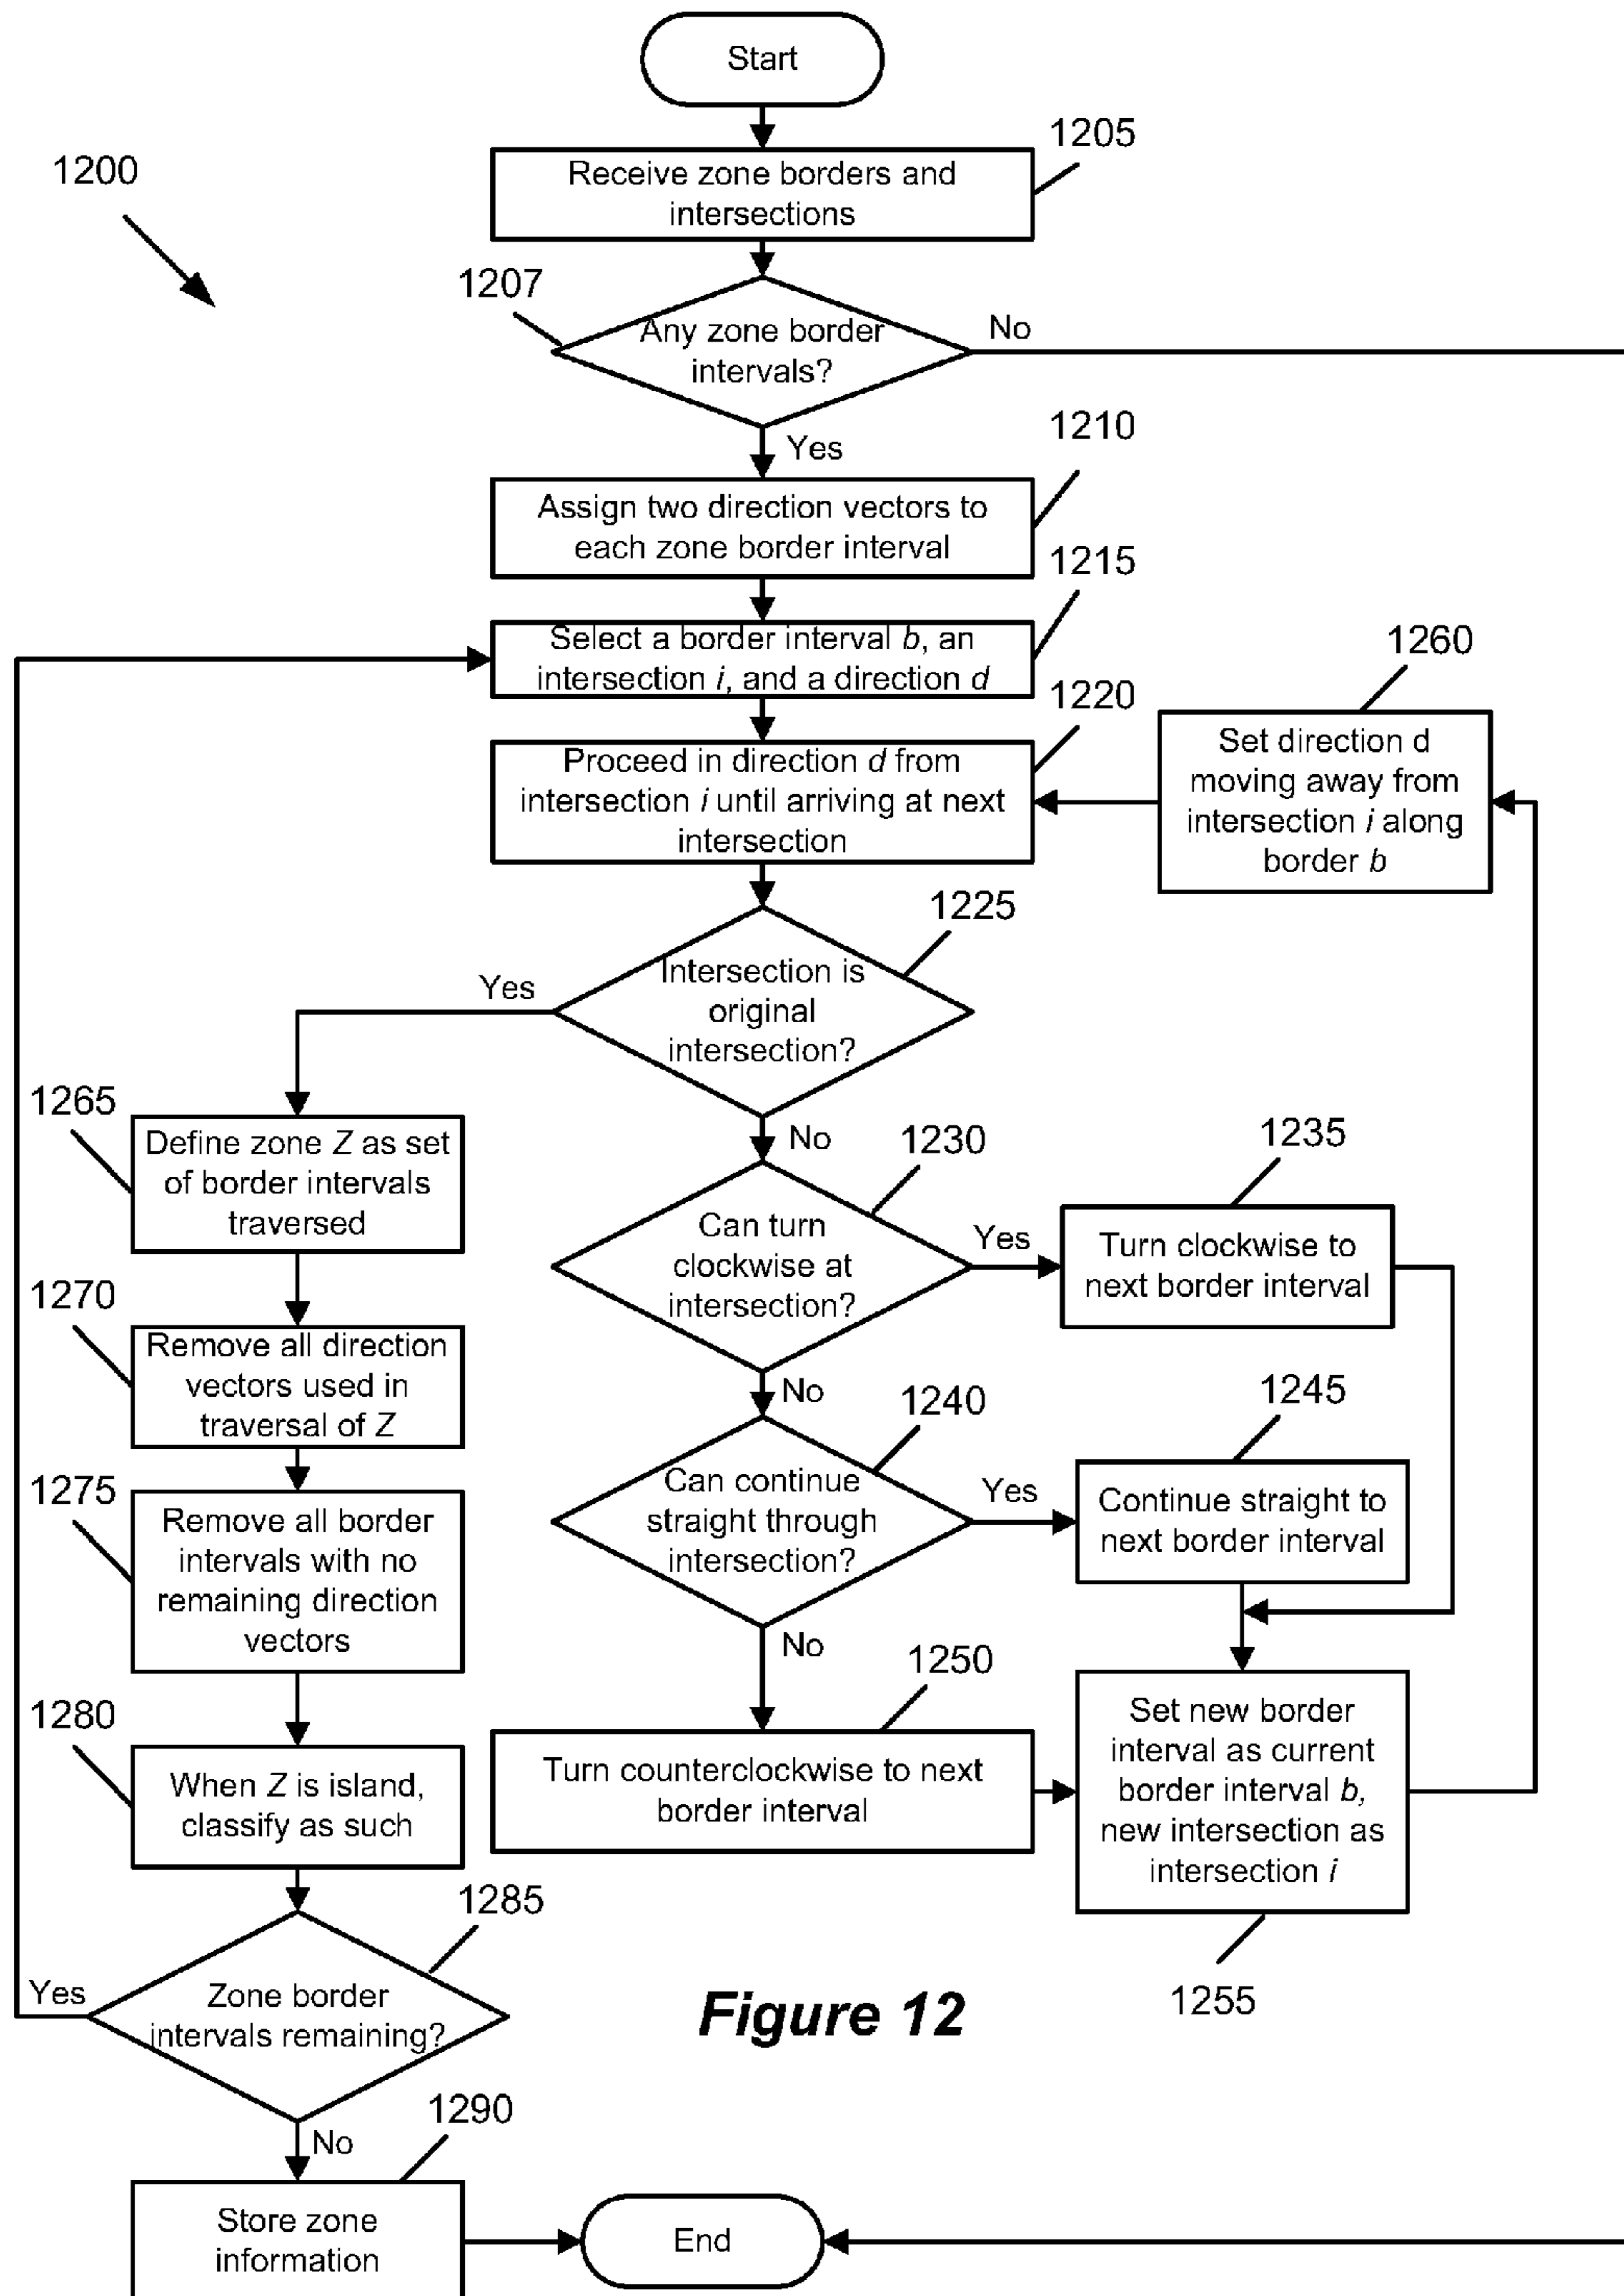 Start
1200
1205
Receive zone borders and
intersections
1207
Any zone border
intervals?
No
Yes
1210
Assign two direction vectors to
each zone border interval
1215
Select a border interval b, an
intersection i, and a direction d
1220
Proceed in direction d from
intersection i until arriving at next
intersection
1260
Set direction d
moving away from
intersection i along
border b
1225
Intersection is
original
intersection?
Yes
No
1265
Define zone Z as set
of border intervals
traversed
1230
Can turn
clockwise at
intersection?
Yes
No
1235
Turn clockwise to
next border interval
1270
Remove all direction
vectors used in
traversal of Z
1240
Can continue
straight through
intersection?
Yes
No
1245
Continue straight to
next border interval
1275
Remove all border
intervals with no
remaining direction
vectors
1250
Turn counterclockwise to next
border interval
Set new border
interval as current
border interval b,
new intersection as
intersection i
1255
1280
When Z is island,
classify as such
1285
Zone border
intervals remaining?
Yes
No
Figure 12
1290
Store zone
information
End